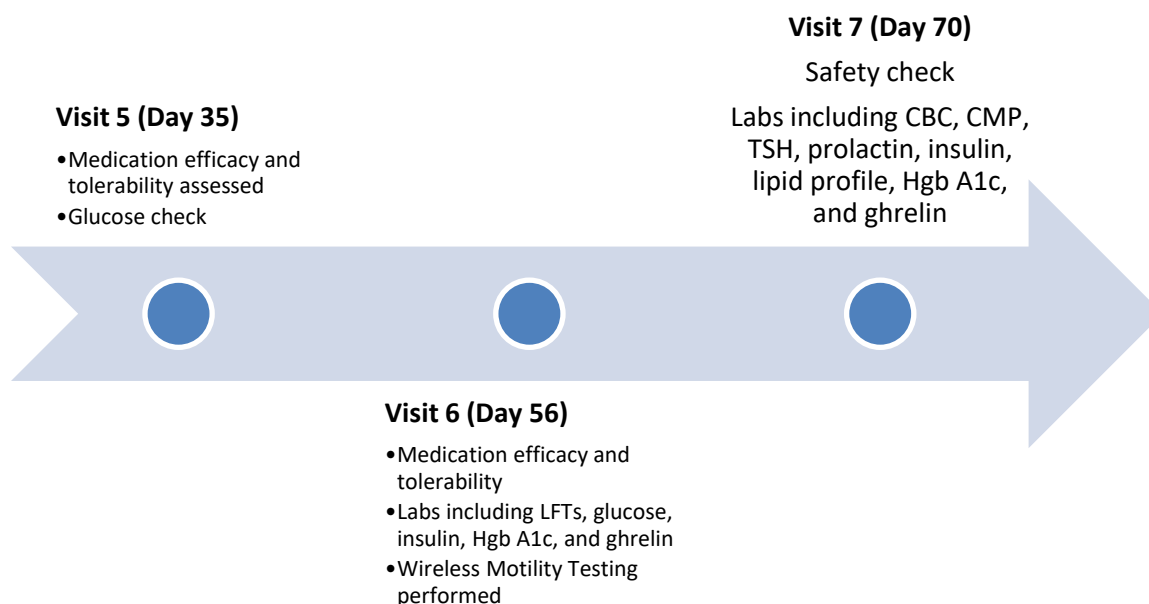 Visit 5 (Day 35)
•Medication efficacy and
tolerability assessed
•Glucose check
Visit 6 (Day 56)
•Medication efficacy and
tolerability
•Labs including LFTs, glucose,
insulin, Hgb A1c, and ghrelin
•Wireless Motility Testing
performed
Visit 7 (Day 70)
Safety check
Labs including CBC, CMP,
TSH, prolactin, insulin,
lipid profile, Hgb A1c,
and ghrelin